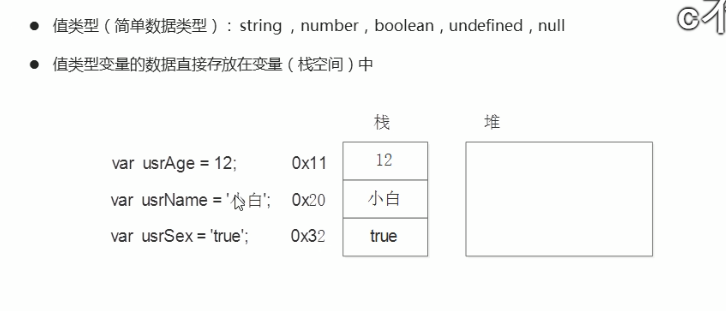 ● 值类型（简单数据类型）: string ，number，boolean，undefined，null
● 值类型变量的数据直接存放在变量（栈空间）中
栈 堆
var usrAge = 12; 0x11 12
var usrName = '小白'; 0x20 小白
var usrSex = 'true'; 0x32 true